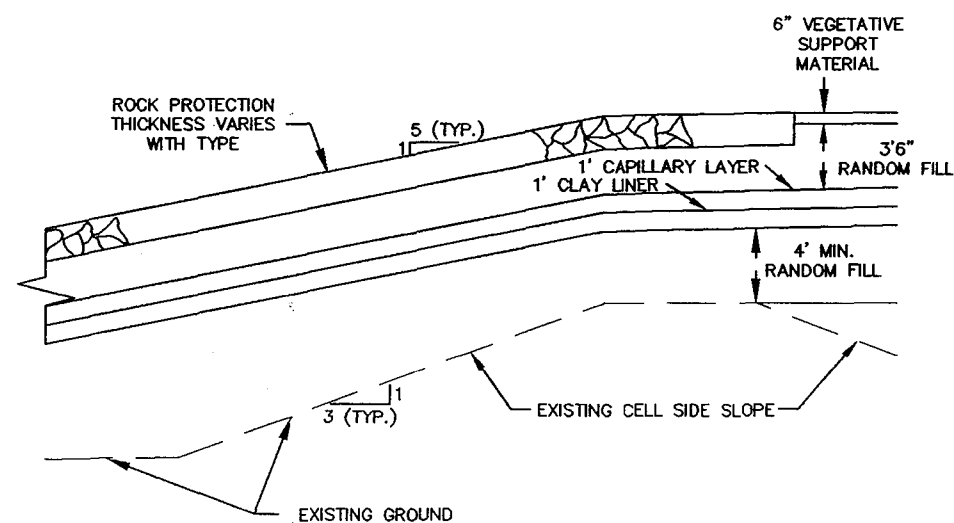 6" VEGETATIVE
SUPPORT
MATERIAL
ROCK PROTECTION
THICKNESS VARIES
WITH TYPE
5 (TYP.)
1
3'6"
RANDOM FILL
1' CAPILLARY LAYER
1' CLAY LINER
4' MIN.
RANDOM FILL
1
3 (TYP.)
EXISTING CELL SIDE SLOPE
EXISTING GROUND